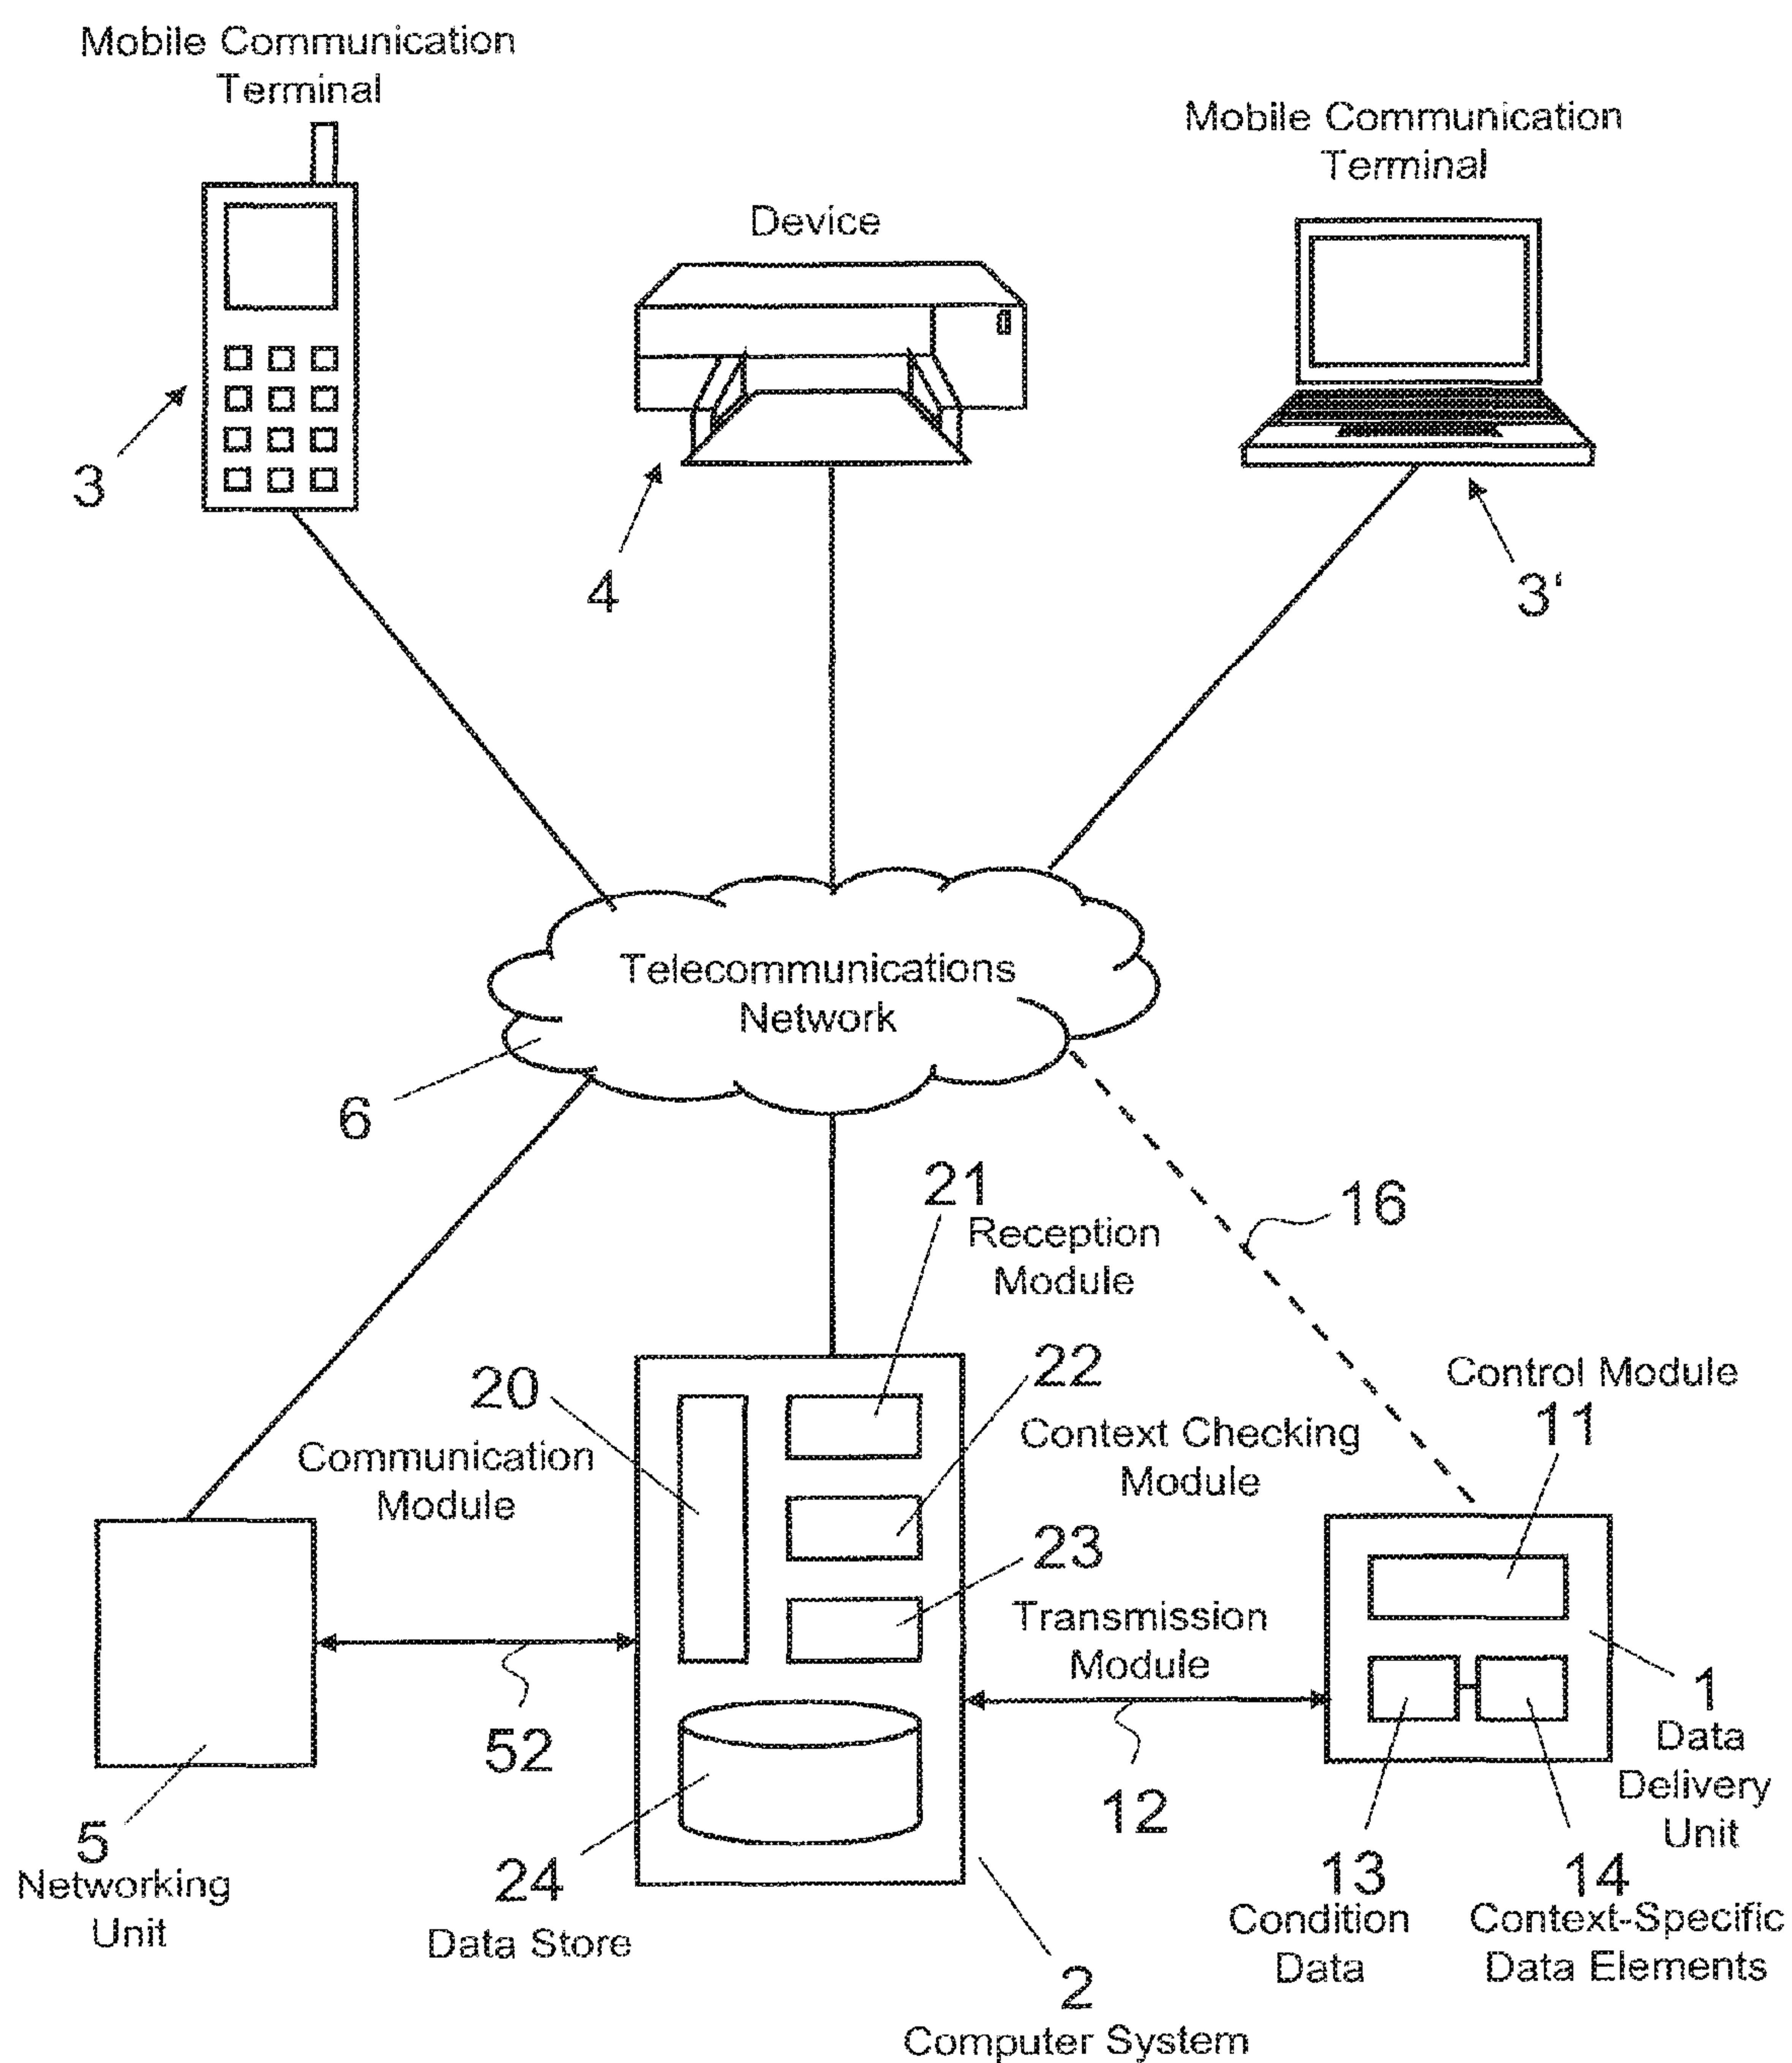 Mobile Communication
Terminal
Mobile Communication
Terminal
Device
3
4
3‘
Telecommunications
Network
6
21
Reception
Module
16
20
22
Control Module
11
Communication
Module
Context Checking
Module
23
Transmission
Module
52
12
1
Data
Delivery
Unit
5
Networking
Unit
24
Data Store
13
Condition
Data
14
Context-Specific
Data Elements
2
Computer System